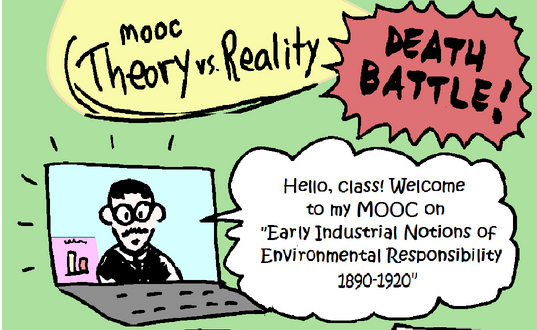 MOOC
Theory vs. Reality
DEATH
BATTLE!
Hello, class! Welcome
to my MOOC on
"Early Industrial Notions of
Environmental Responsibility
1890-1920"